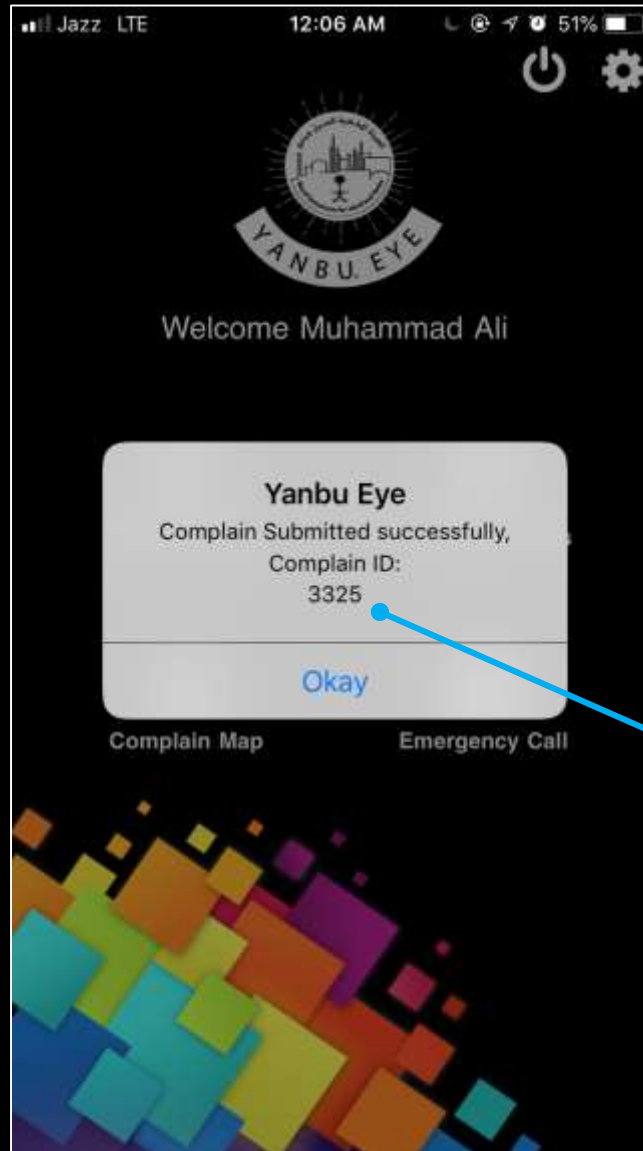 Jazz LTE 12:06 AM 51%
YANBU. EYE
Welcome Muhammad Ali
Yanbu Eye
Complain Submitted successfully,
Complain ID:
3325
Okay
Complain Map Emergency Call